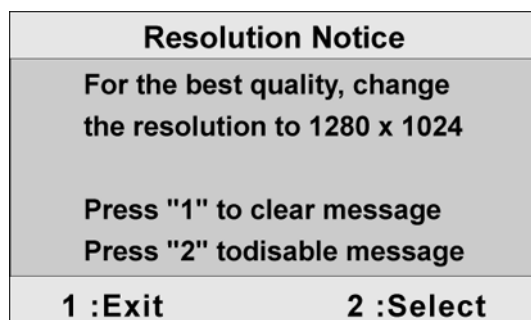 Resolution Notice
For the best quality, change
the resolution to 1280 x 1024
Press "1" to clear message
Press "2" todisable message
1 :Exit 2 :Select